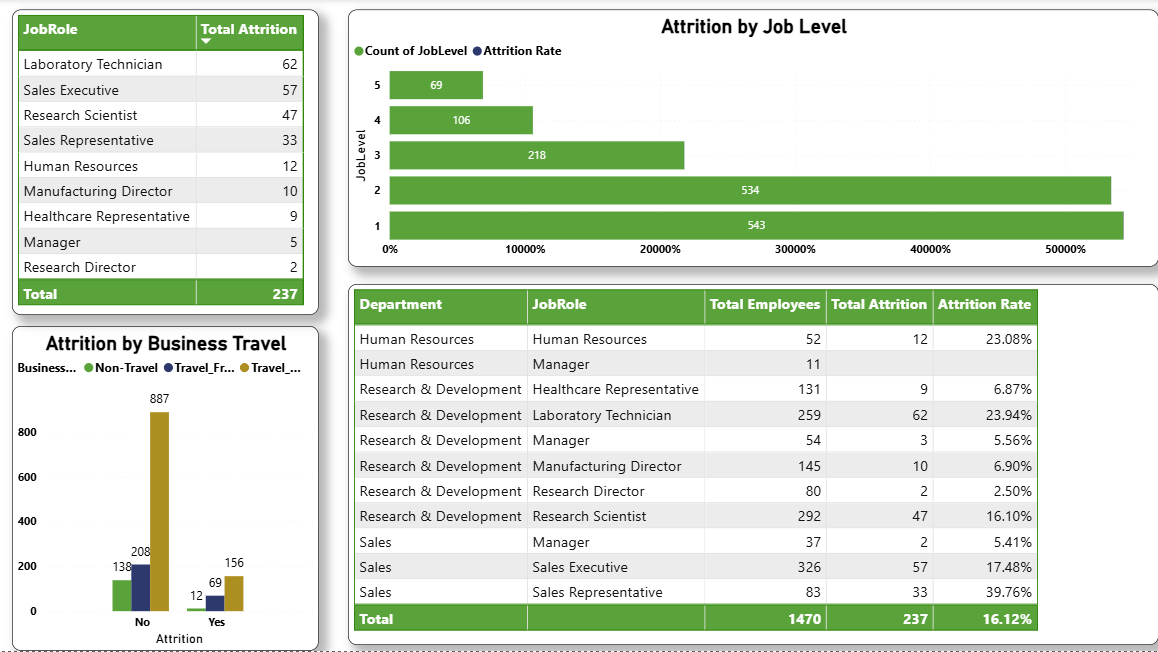 JobRole Total Attrition
Laboratory Technician 62
Sales Executive 57
Research Scientist 47
Sales Representative 33
Human Resources 12
Manufacturing Director 10
Healthcare Representative 9
Manager 5
Research Director 2
Total 237
Attrition by Job Level
Count of JobLevel Attrition Rate
JobLevel
5 69
4 106
3 218
2 534
1 543
0% 10000% 20000% 30000% 40000% 50000%
Attrition by Business Travel
Business... Non-Travel Travel_Fr... Travel_...
887
800
600
400
208
138
200
156
69
12
0
No Yes
Attrition
Department JobRole Total Employees Total Attrition Attrition Rate
Human Resources Human Resources 52 12 23.08%
Human Resources Manager 11
Research & Development Healthcare Representative 131 9 6.87%
Research & Development Laboratory Technician 259 62 23.94%
Research & Development Manager 54 3 5.56%
Research & Development Manufacturing Director 145 10 6.90%
Research & Development Research Director 80 2 2.50%
Research & Development Research Scientist 292 47 16.10%
Sales Manager 37 2 5.41%
Sales Sales Executive 326 57 17.48%
Sales Sales Representative 83 33 39.76%
Total 1470 237 16.12%